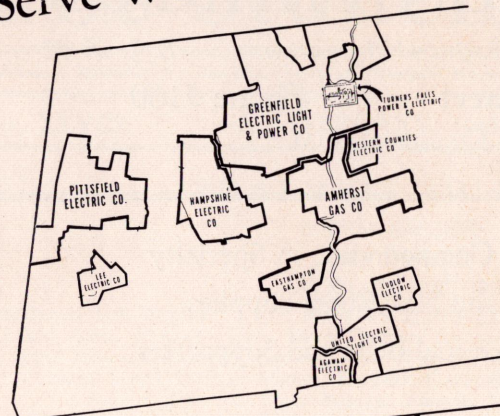 Serve
GREENFIELD
ELECTRIC LIGHT
& POWER CO
TURNERS FALLS
POWER & ELECTRIC
CO
WESTERN COUNTIES
ELECTRIC CO
PITTSFIELD
ELECTRIC CO.
HAMPSHIRE
ELECTRIC
CO
AMHERST
GAS CO
LEE
ELECTRIC CO
EASTHAMPTON
GAS CO
LUDLOW
ELECTRIC
CO
UNITED ELECTRIC
LIGHT CO
AGAWAM
ELECTRIC
CO